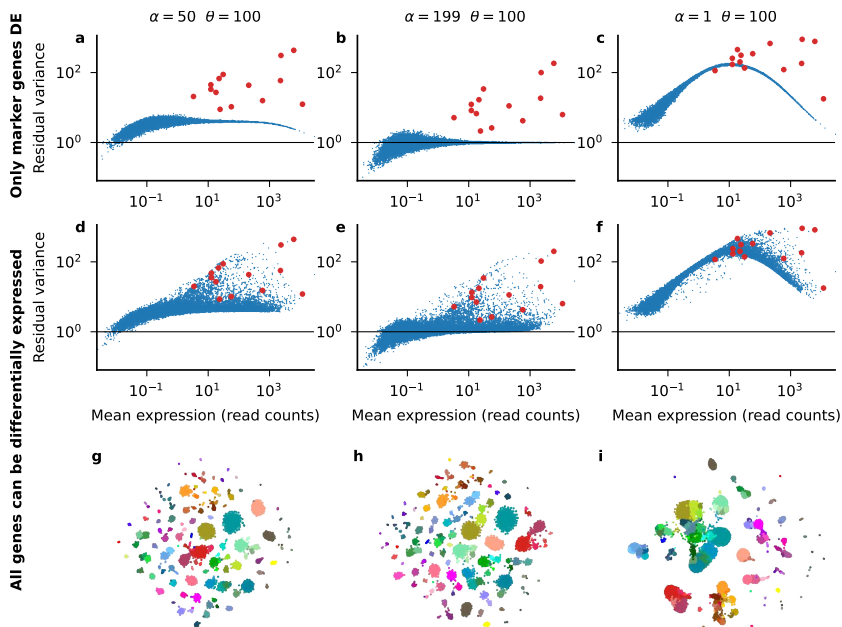 α = 50 θ = 100
α = 199 θ = 100
α = 1 θ = 100
Only marker genes DE
a
b
c
Residual variance
10²
10⁰
10²
10⁰
10²
10⁰
10⁻¹ 10¹ 10³
10⁻¹ 10¹ 10³
10⁻¹ 10¹ 10³
All genes can be differentially expressed
d
e
f
Residual variance
10²
10⁰
10²
10⁰
10²
10⁰
10⁻¹ 10¹ 10³
10⁻¹ 10¹ 10³
10⁻¹ 10¹ 10³
Mean expression (read counts)
Mean expression (read counts)
Mean expression (read counts)
g
h
i